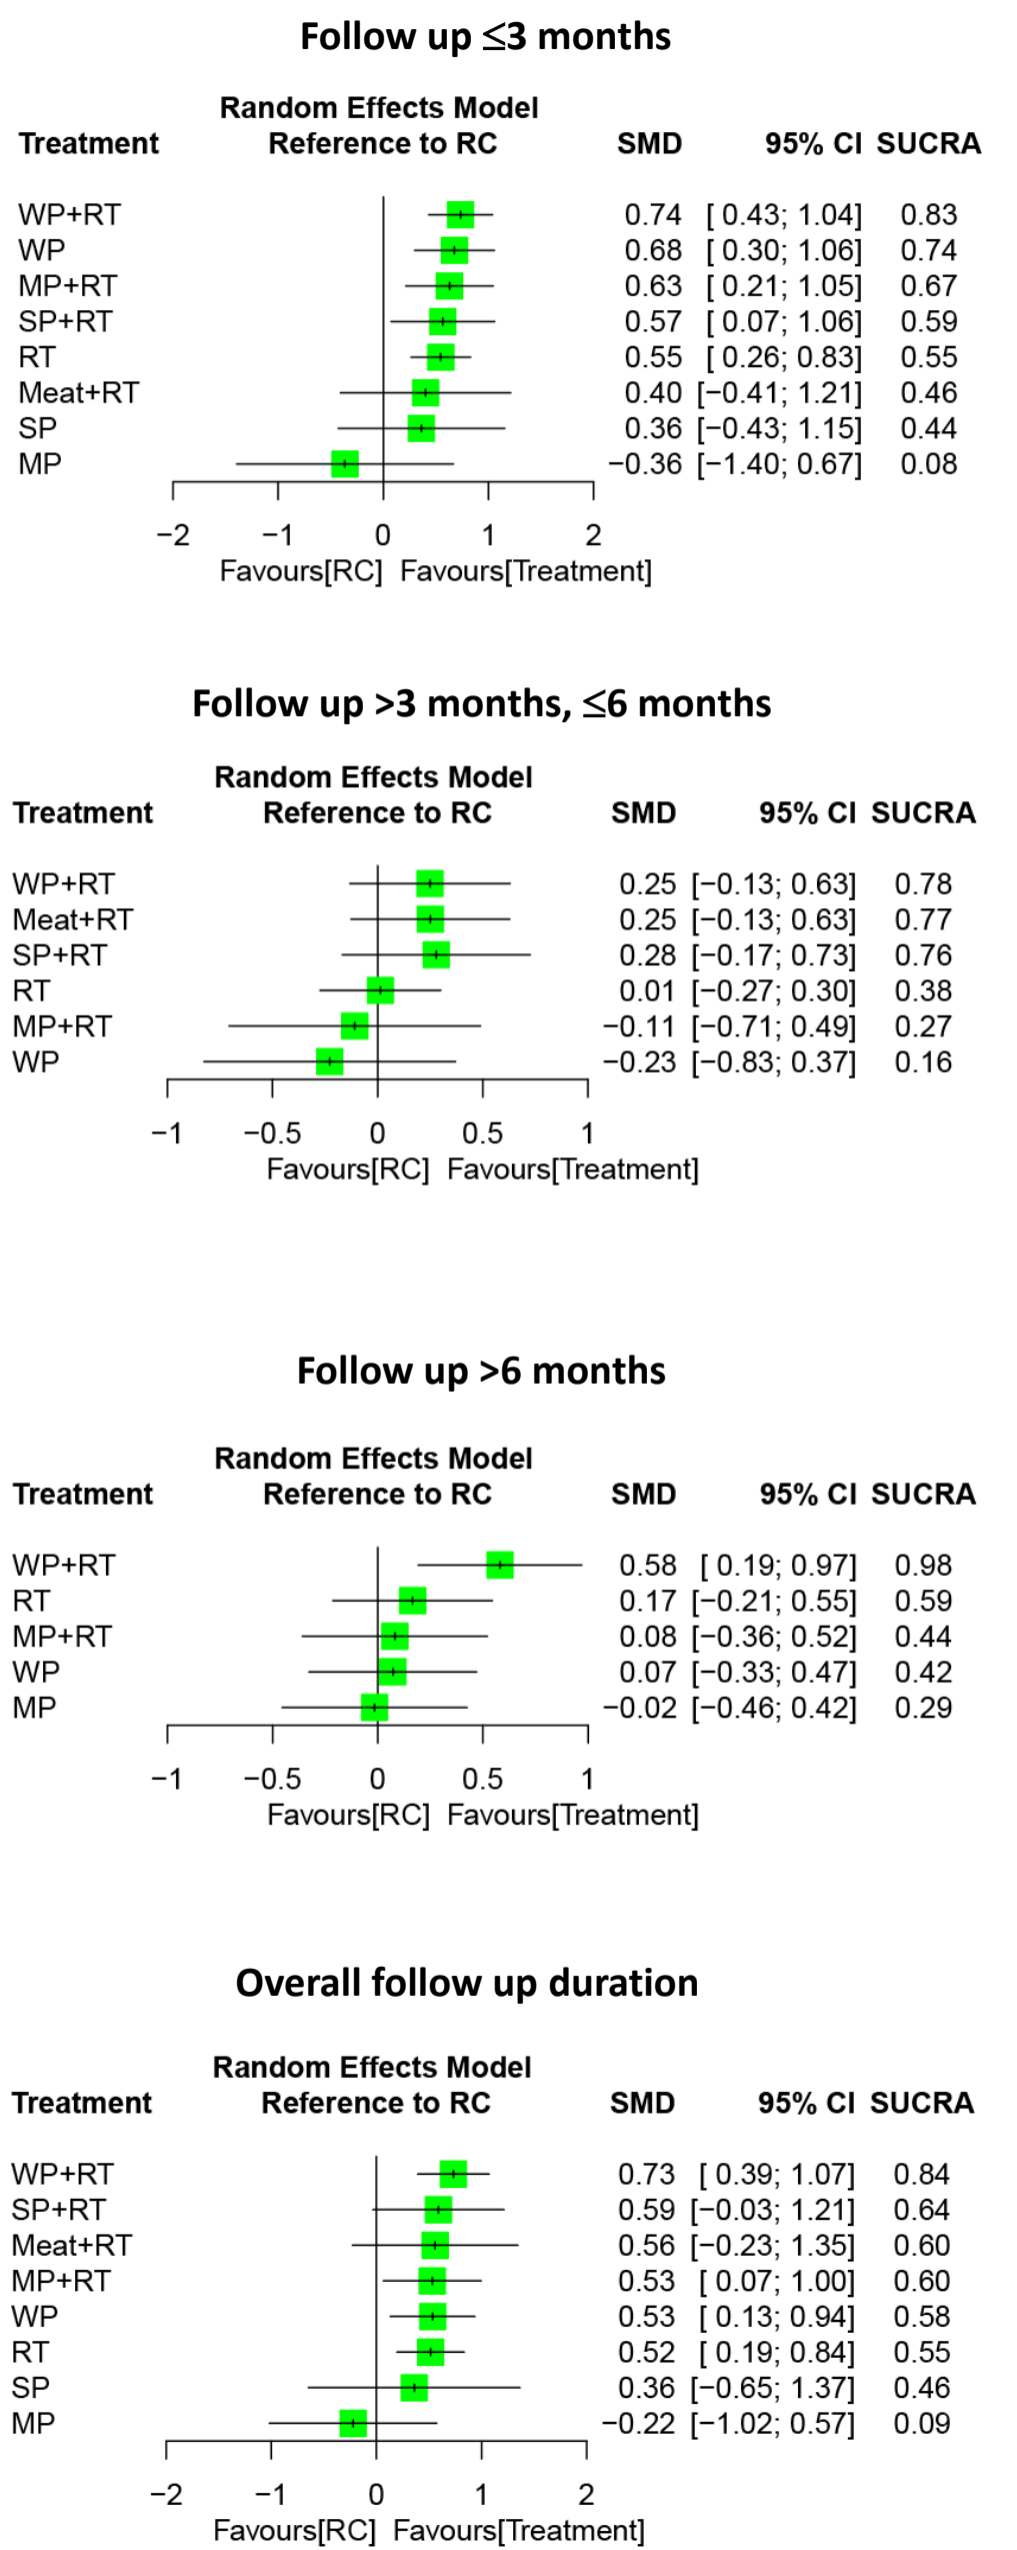 Follow up ≤3 months
Random Effects Model
Treatment Reference to RC SMD 95% CI SUCRA
WP+RT 0.74 [ 0.43; 1.04] 0.83
WP 0.68 [ 0.30; 1.06] 0.74
MP+RT 0.63 [ 0.21; 1.05] 0.67
SP+RT 0.57 [ 0.07; 1.06] 0.59
RT 0.55 [ 0.26; 0.83] 0.55
Meat+RT 0.40 [−0.41; 1.21] 0.46
SP 0.36 [−0.43; 1.15] 0.44
MP −0.36 [−1.40; 0.67] 0.08
−2 −1 0 1 2
Favours[RC] Favours[Treatment]
Follow up >3 months, ≤6 months
Random Effects Model
Treatment Reference to RC SMD 95% CI SUCRA
WP+RT 0.25 [−0.13; 0.63] 0.78
Meat+RT 0.25 [−0.13; 0.63] 0.77
SP+RT 0.28 [−0.17; 0.73] 0.76
RT 0.01 [−0.27; 0.30] 0.38
MP+RT −0.11 [−0.71; 0.49] 0.27
WP −0.23 [−0.83; 0.37] 0.16
−1 −0.5 0 0.5 1
Favours[RC] Favours[Treatment]
Follow up >6 months
Random Effects Model
Treatment Reference to RC SMD 95% CI SUCRA
WP+RT 0.58 [ 0.19; 0.97] 0.98
RT 0.17 [−0.21; 0.55] 0.59
MP+RT 0.08 [−0.36; 0.52] 0.44
WP 0.07 [−0.33; 0.47] 0.42
MP −0.02 [−0.46; 0.42] 0.29
−1 −0.5 0 0.5 1
Favours[RC] Favours[Treatment]
Overall follow up duration
Random Effects Model
Treatment Reference to RC SMD 95% CI SUCRA
WP+RT 0.73 [ 0.39; 1.07] 0.84
SP+RT 0.59 [−0.03; 1.21] 0.64
Meat+RT 0.56 [−0.23; 1.35] 0.60
MP+RT 0.53 [ 0.07; 1.00] 0.60
WP 0.53 [ 0.13; 0.94] 0.58
RT 0.52 [ 0.19; 0.84] 0.55
SP 0.36 [−0.65; 1.37] 0.46
MP −0.22 [−1.02; 0.57] 0.09
−2 −1 0 1 2
Favours[RC] Favours[Treatment]